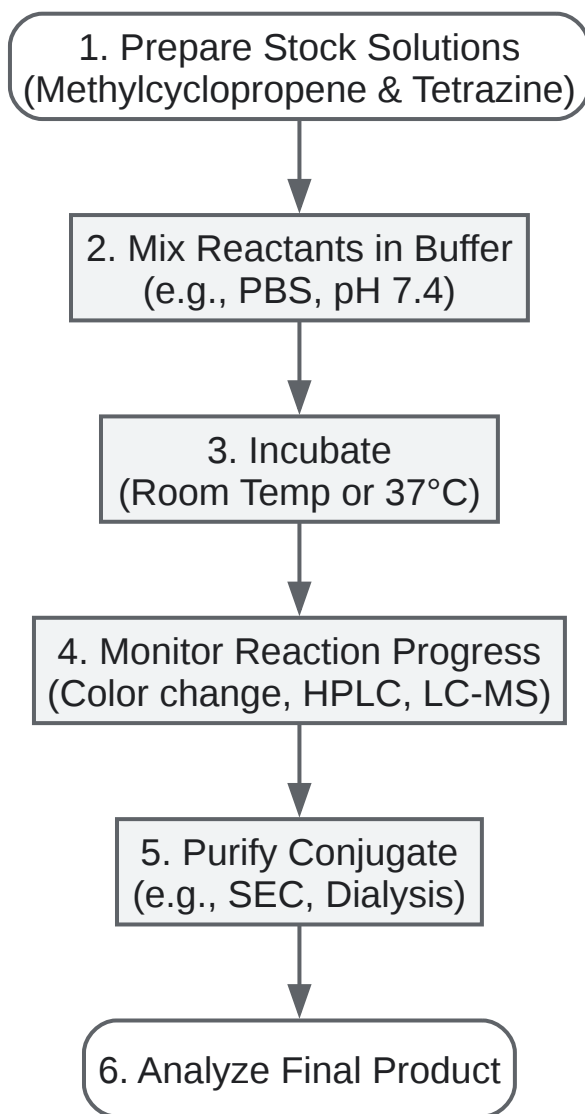 1. Prepare Stock Solutions
(Methylcyclopropene & Tetrazine)
2. Mix Reactants in Buffer
(e.g., PBS, pH 7.4)
3. Incubate
(Room Temp or 37°C)
4. Monitor Reaction Progress
(Color change, HPLC, LC-MS)
5. Purify Conjugate
(e.g., SEC, Dialysis)
6. Analyze Final Product